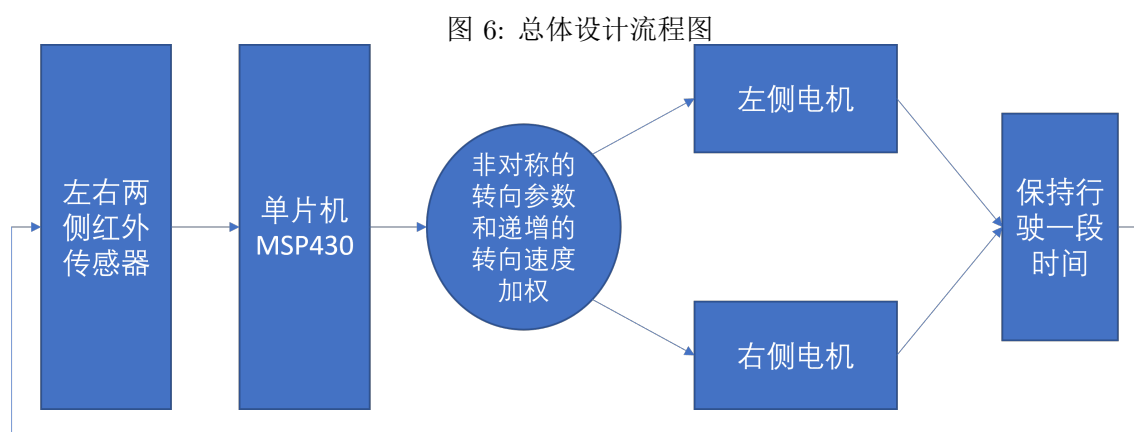 图 6: 总体设计流程图
左右两
侧红外
传感器
单片机
MSP430
非对称的
转向参数
和递增的
转向速度
加权
左侧电机
右侧电机
保持行
驶一段
时间